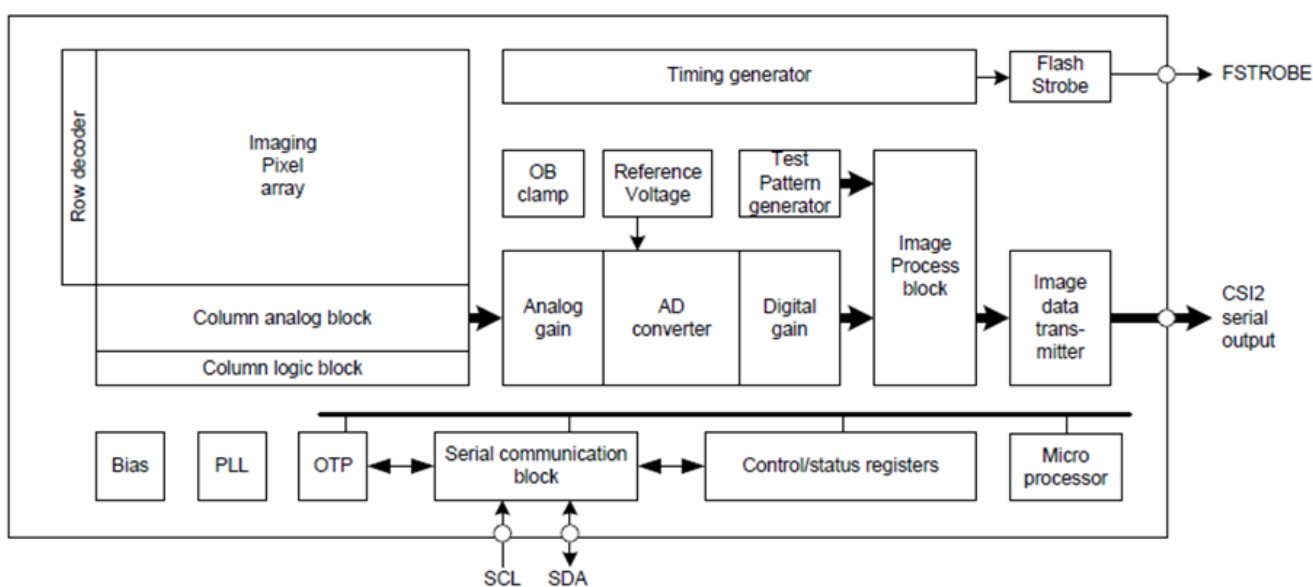 Row decoder
Imaging
Pixel
array
Column analog block
Column logic block
Timing generator
Flash
Strobe
FSTROBE
OB
clamp
Reference
Voltage
Test
Pattern
generator
Analog
gain
AD
converter
Digital
gain
Image
Process
block
Image
data
trans-
mitter
CSI2
serial
output
Bias
PLL
OTP
Serial communication
block
Control/status registers
Micro
processor
SCL
SDA